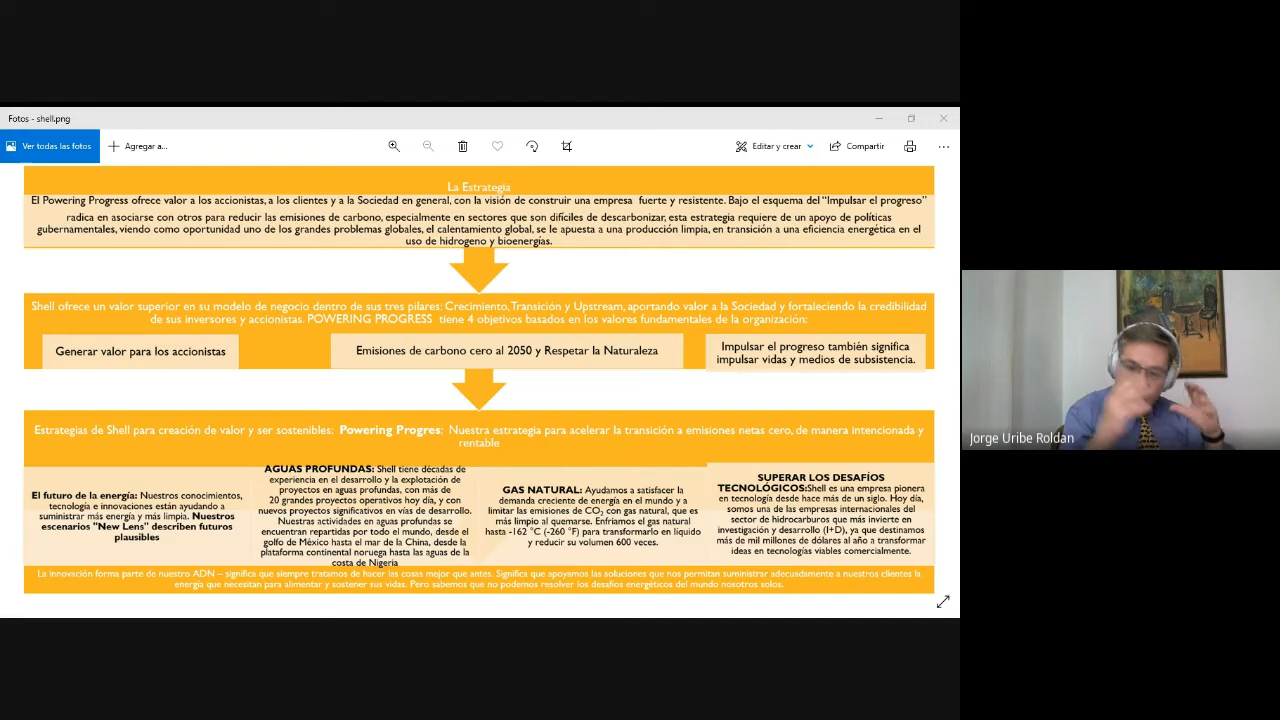 Fotos - shell.png
Ver todas las fotos
Agregar a...
Editar y crear
Compartir
La Estrategia
El Powering Progress ofrece valor a los accionistas, a los clientes y a la Sociedad en general, con la visión de construir una empresa fuerte y resistente. Bajo el esquema del "Impulsar el progreso"
radica en asociarse con otros para reducir las emisiones de carbono, especialmente en sectores que son difíciles de descarbonizar, esta estrategia requiere de un apoyo de políticas
gubernamentales, viendo como oportunidad uno de los grandes problemas globales, el calentamiento global, se le apuesta a una producción limpia, en transición a una eficiencia energética en el
uso de hidrogeno y bioenergías.
Shell ofrece un valor superior en su modelo de negocio dentro de sus tres pilares: Crecimiento, Transición y Upstream, aportando valor a la Sociedad y fortaleciendo la credibilidad
de sus inversores y accionistas. POWERING PROGRESS tiene 4 objetivos basados en los valores fundamentales de la organización:
Generar valor para los accionistas
Emisiones de carbono cero al 2050 y Respetar la Naturaleza
Impulsar el progreso también significa
impulsar vidas y medios de subsistencia.
Estrategias de Shell para creación de valor y ser sostenibles: Powering Progres: Nuestra estrategia para acelerar la transición a emisiones netas cero, de manera intencionada y
rentable
El futuro de la energía: Nuestros conocimientos,
tecnología e innovaciones están ayudando a
suministrar más energía y más limpia. Nuestros
escenarios "New Lens" describen futuros
plausibles
AGUAS PROFUNDAS: Shell tiene décadas de
experiencia en el desarrollo y la explotación de
proyectos en aguas profundas, con más de
20 grandes proyectos operativos hoy día, y con
nuevos proyectos significativos en vías de desarrollo.
Nuestras actividades en aguas profundas se
encuentran repartidas por todo el mundo, desde el
golfo de México hasta el mar de la China, desde la
plataforma continental noruega hasta las aguas de la
costa de Nigeria
GAS NATURAL: Ayudamos a satisfacer la
demanda creciente de energía en el mundo y a
limitar las emisiones de CO₂ con gas natural, que es
más limpio al quemarse. Enfriamos el gas natural
hasta -162 °C (-260 °F) para transformarlo en líquido
y reducir su volumen 600 veces.
SUPERAR LOS DESAFÍOS
TECNOLÓGICOS:Shell es una empresa pionera
en tecnología desde hace más de un siglo. Hoy día,
somos una de las empresas internacionales del
sector de hidrocarburos que más invierte en
investigación y desarrollo (I+D), ya que destinamos
más de mil millones de dólares al año a transformar
ideas en tecnologías viables comercialmente.
La innovación forma parte de nuestro ADN – significa que siempre tratamos de hacer las cosas mejor que antes. Significa que apoyamos las soluciones que nos permitan suministrar adecuadamente a nuestros clientes la
energía que necesitan para alimentar y sostener sus vidas. Pero sabemos que no podemos resolver los desafíos energéticos del mundo nosotros solos.
Jorge Uribe Roldan